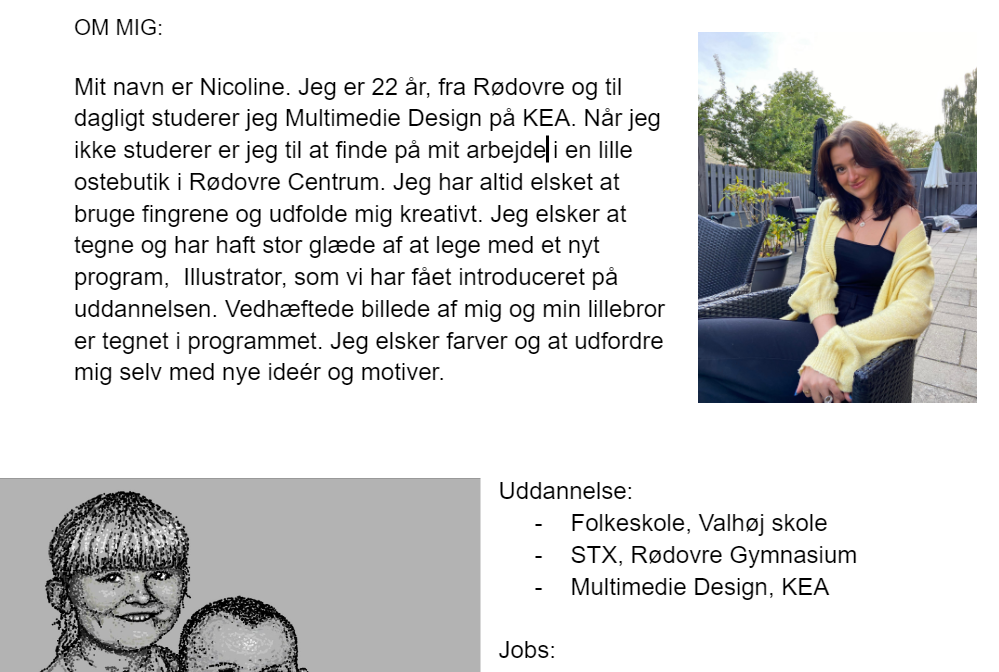 OM MIG:
Mit navn er Nicoline. Jeg er 22 år, fra Rødovre og til
dagligt studerer jeg Multimedie Design på KEA. Når jeg
ikke studerer er jeg til at finde på mit arbejde i en lille
ostebutik i Rødovre Centrum. Jeg har altid elsket at
bruge fingrene og udfolde mig kreativt. Jeg elsker at
tegne og har haft stor glæde af at lege med et nyt
program,  Illustrator, som vi har fået introduceret på
uddannelsen. Vedhæftede billede af mig og min lillebror
er tegnet i programmet. Jeg elsker farver og at udfordre
mig selv med nye ideér og motiver.
Uddannelse:
- Folkeskole, Valhøj skole
- STX, Rødovre Gymnasium
- Multimedie Design, KEA
Jobs: